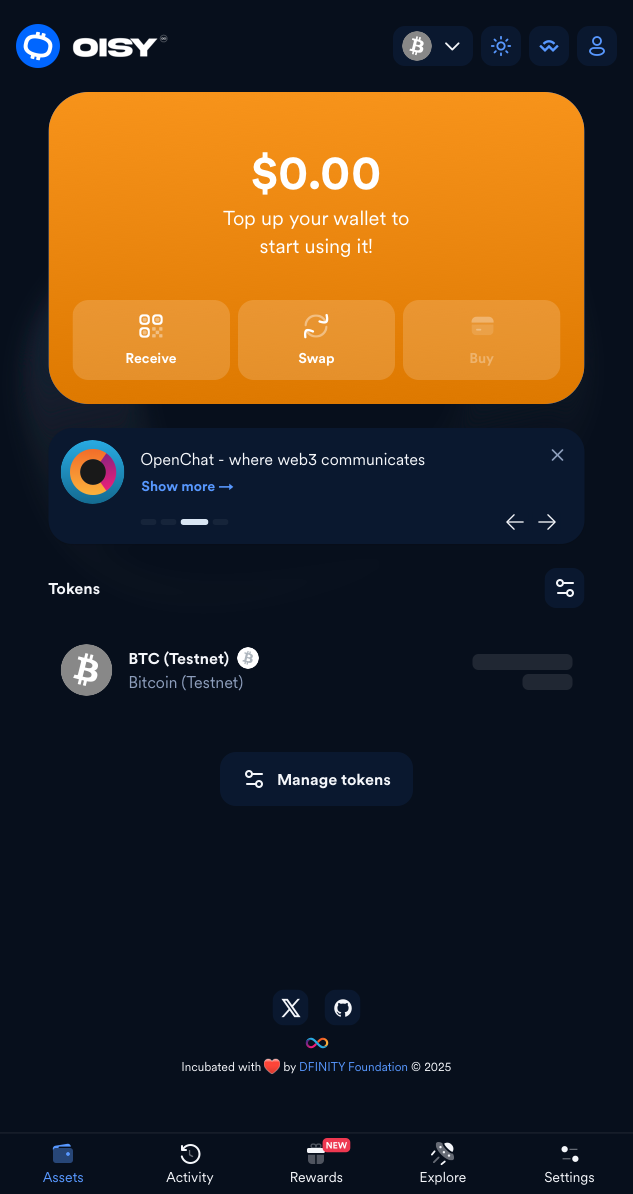 OISY
$0.00
Top up your wallet to
start using it!
Receive
Swap
Buy
OpenChat - where web3 communicates
Show more →
Tokens
BTC (Testnet)
Bitcoin (Testnet)
Manage tokens
Incubated with ❤️ by DFINITY Foundation © 2025
NEW
Assets
Activity
Rewards
Explore
Settings